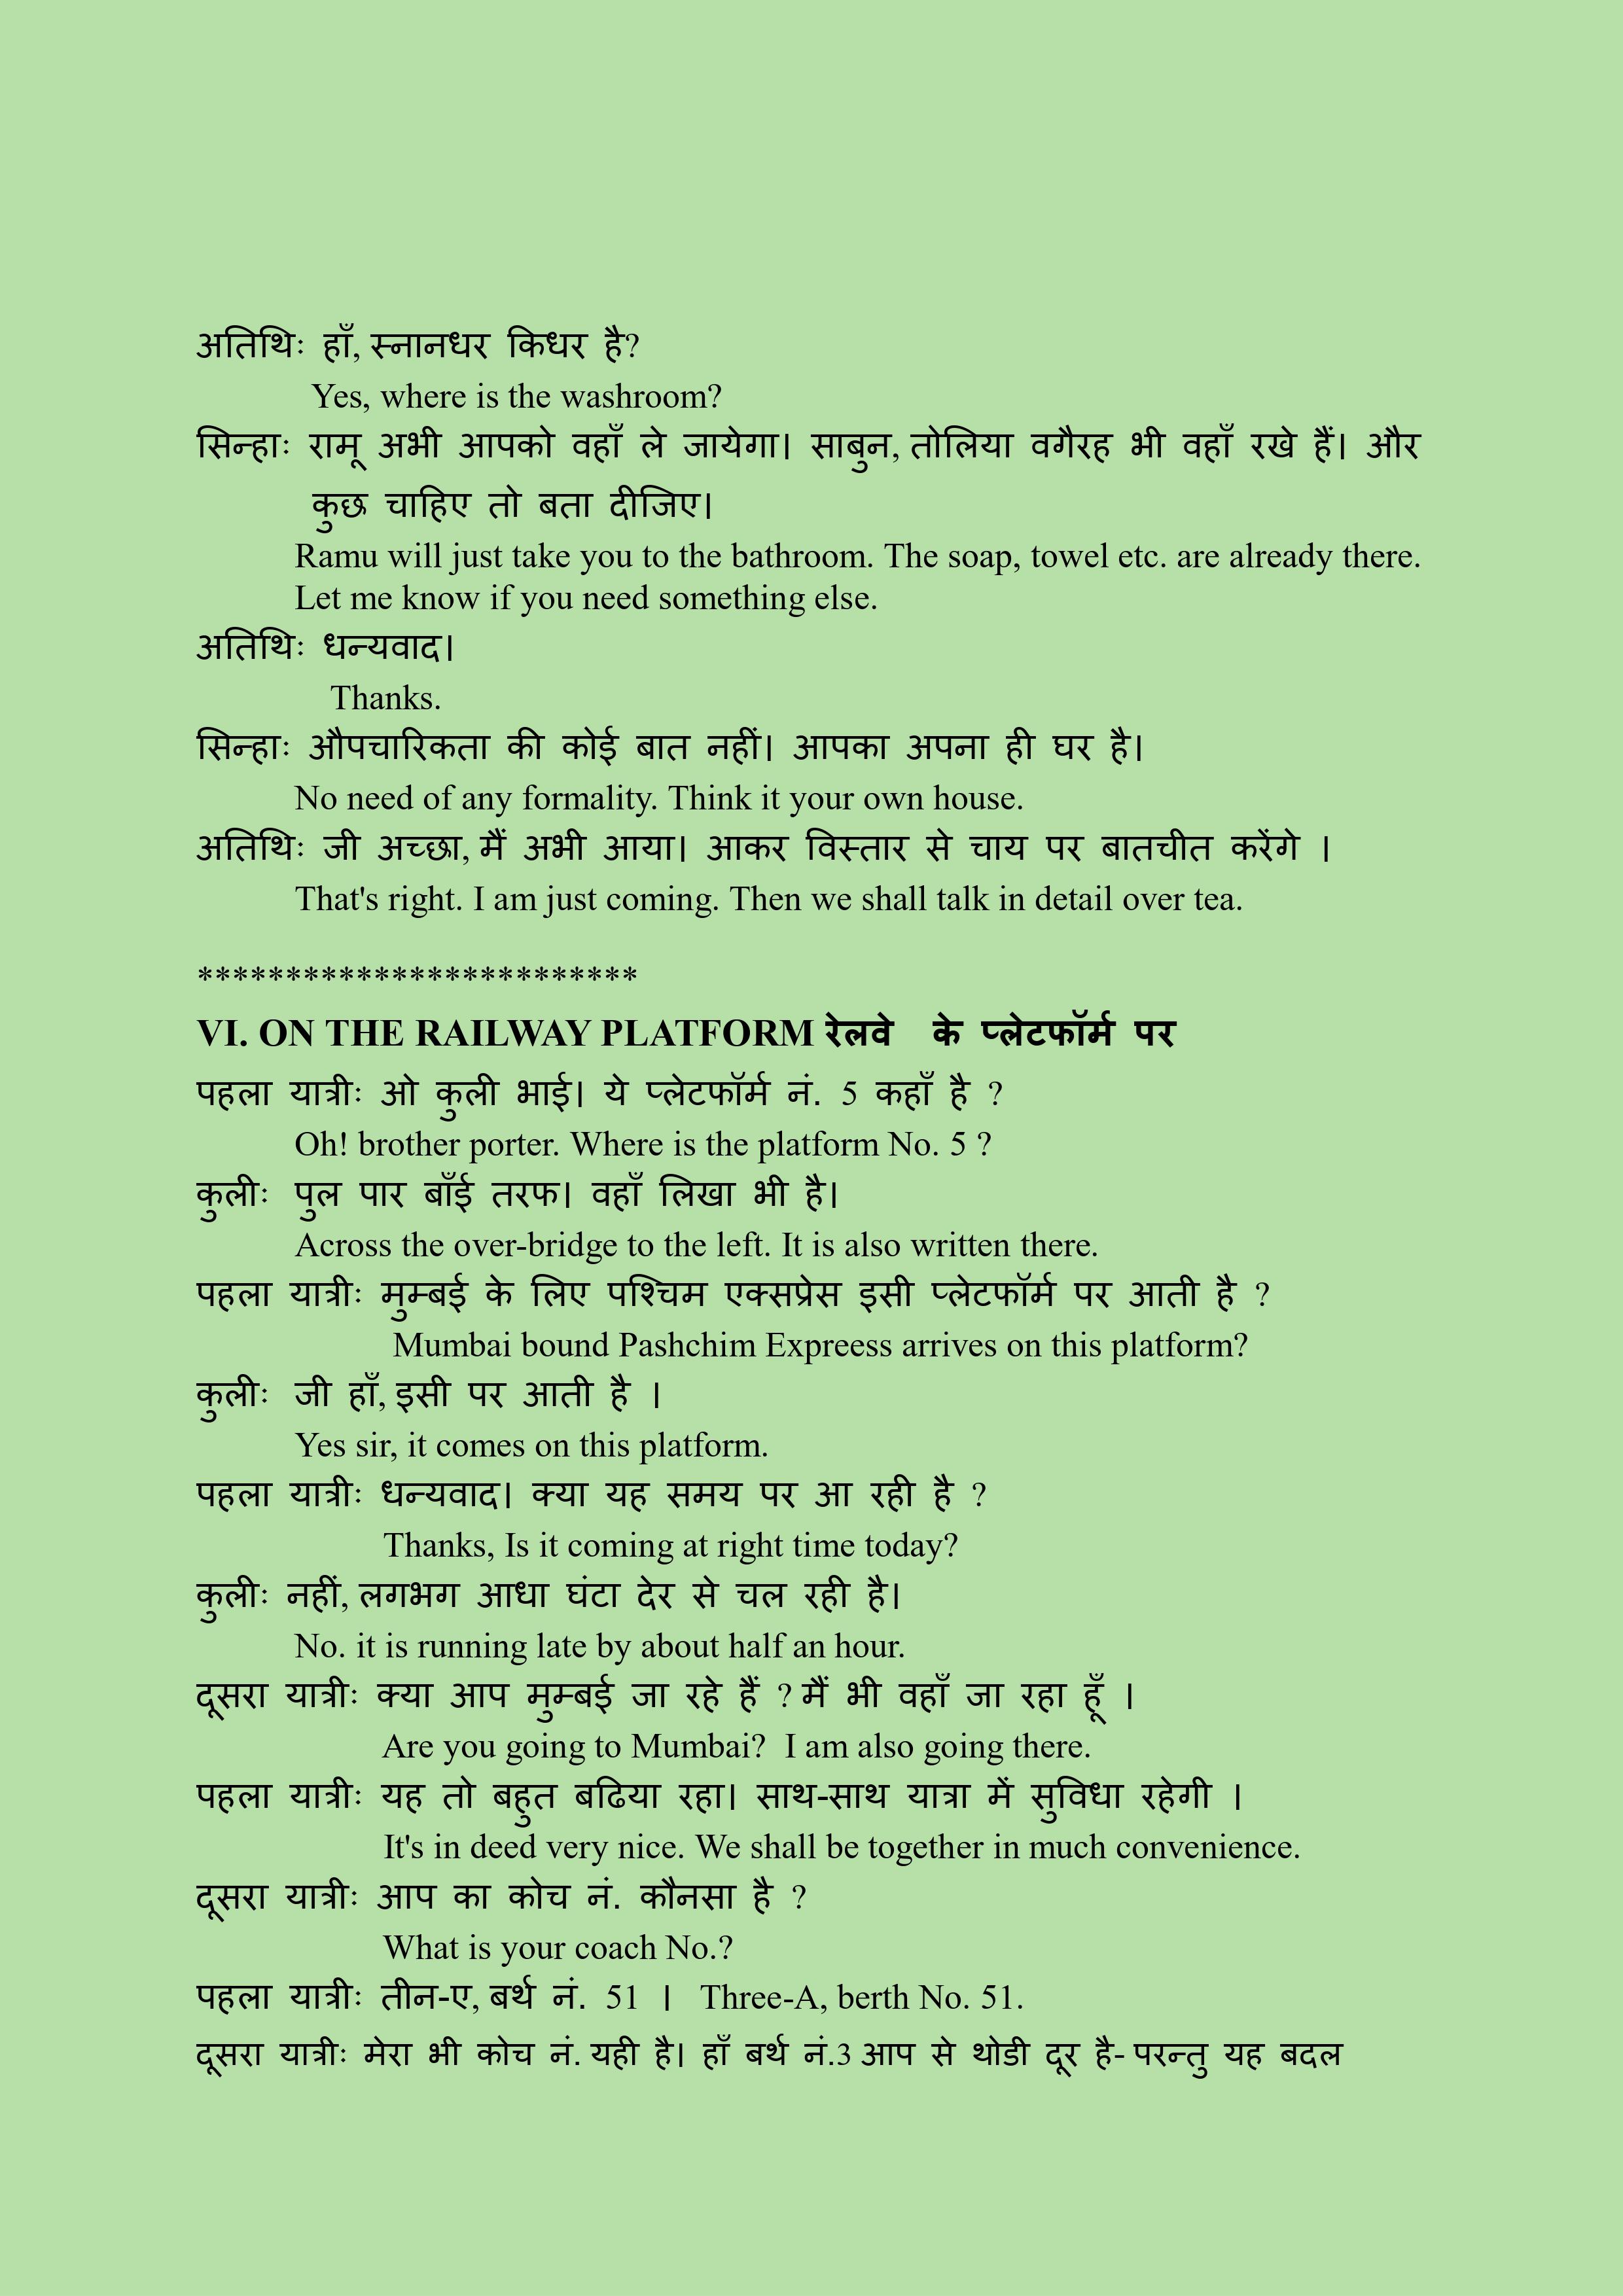 अतिथिः हाँ, स्नानधर किधर है?
Yes, where is the washroom?
सिन्हाः रामू अभी आपको वहाँ ले जायेगा। साबुन, तोलिया वगैरह भी वहाँ रखे हैं। और
कुछ चाहिए तो बता दीजिए।
Ramu will just take you to the bathroom. The soap, towel etc. are already there.
Let me know if you need something else.
अतिथिः धन्यवाद।
Thanks.
सिन्हाः औपचारिकता की कोई बात नहीं। आपका अपना ही घर है।
No need of any formality. Think it your own house.
अतिथिः जी अच्छा, मैं अभी आया। आकर विस्तार से चाय पर बातचीत करेंगे ।
That's right. I am just coming. Then we shall talk in detail over tea.
*************************
VI. ON THE RAILWAY PLATFORM रेलवे के प्लेटफॉर्म पर
पहला यात्रीः ओ कुली भाई। ये प्लेटफॉर्म नं. 5 कहाँ है ?
Oh! brother porter. Where is the platform No. 5 ?
कुलीः पुल पार बाँई तरफ। वहाँ लिखा भी है।
Across the over-bridge to the left. It is also written there.
पहला यात्रीः मुम्बई के लिए पश्चिम एक्सप्रेस इसी प्लेटफॉर्म पर आती है ?
Mumbai bound Pashchim Expreess arrives on this platform?
कुलीः जी हाँ, इसी पर आती है ।
Yes sir, it comes on this platform.
पहला यात्रीः धन्यवाद। क्या यह समय पर आ रही है ?
Thanks, Is it coming at right time today?
कुलीः नहीं, लगभग आधा घंटा देर से चल रही है।
No. it is running late by about half an hour.
दूसरा यात्रीः क्या आप मुम्बई जा रहे हैं ? मैं भी वहाँ जा रहा हूँ ।
Are you going to Mumbai? I am also going there.
पहला यात्रीः यह तो बहुत बढिया रहा। साथ-साथ यात्रा में सुविधा रहेगी ।
It's in deed very nice. We shall be together in much convenience.
दूसरा यात्रीः आप का कोच नं. कौनसा है ?
What is your coach No.?
पहला यात्रीः तीन-ए, बर्थ नं. 51 । Three-A, berth No. 51.
दूसरा यात्रीः मेरा भी कोच नं. यही है। हाँ बर्थ नं.3 आप से थोडी दूर है- परन्तु यह बदल